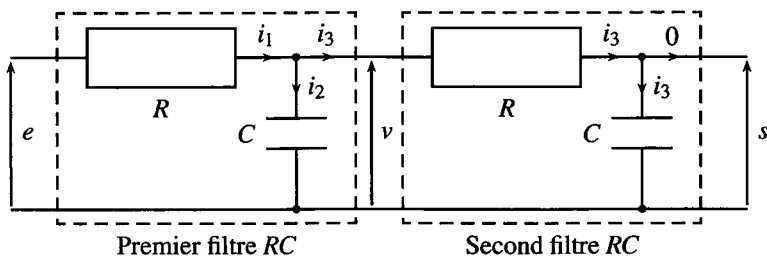 i₁ i₃ i₃ 0
i₂ i₃
R R
e C v C s
Premier filtre RC Second filtre RC